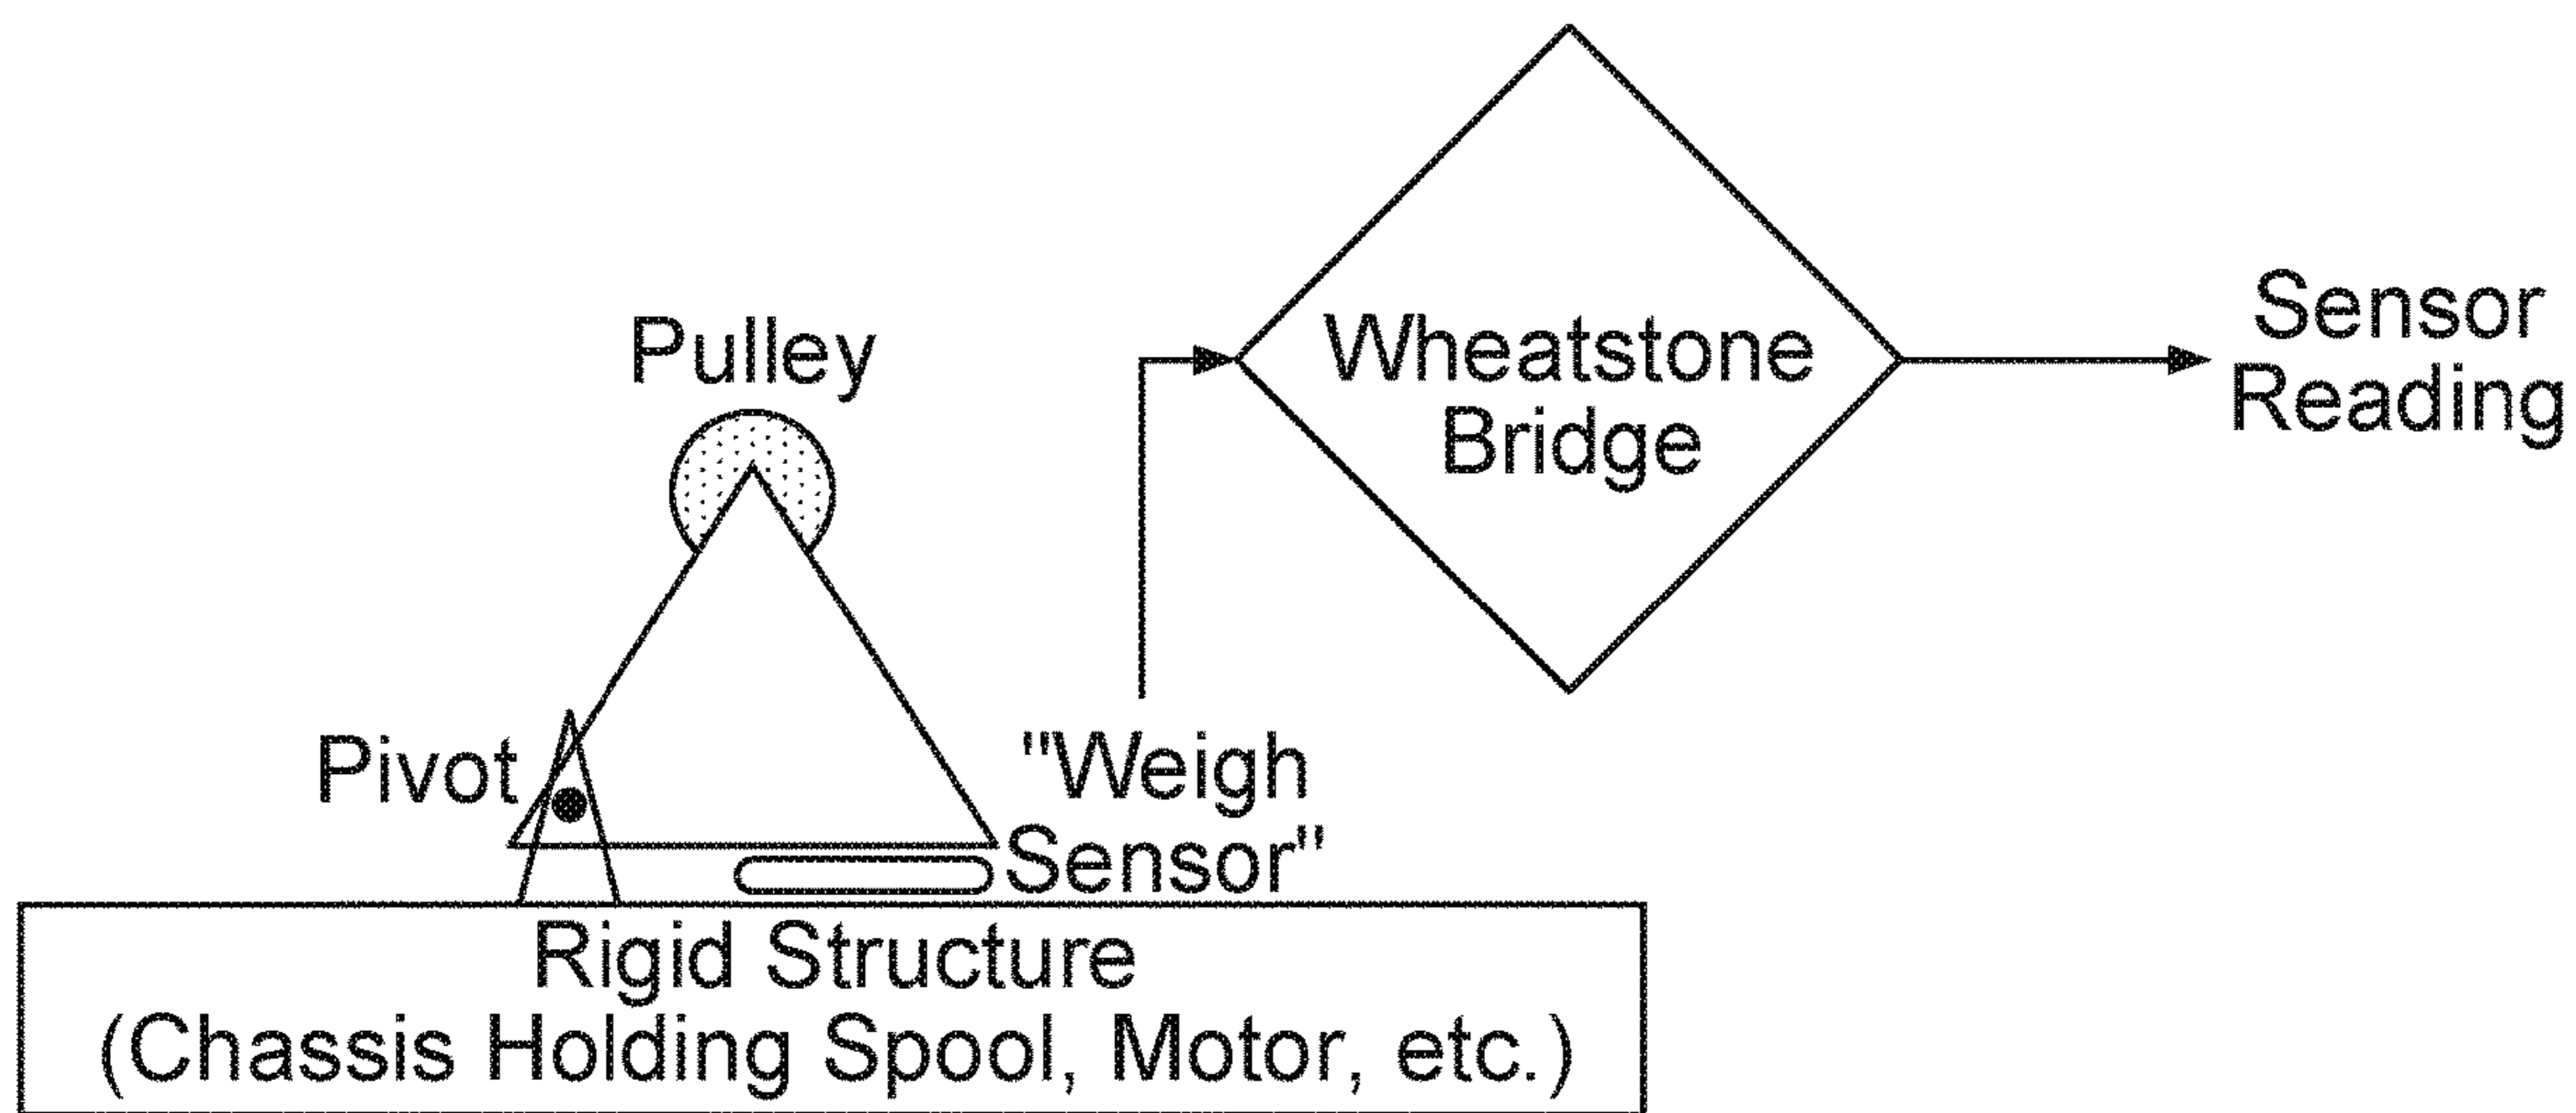 Pulley
Wheatstone
Bridge
Sensor
Reading
Pivot
"Weigh
Sensor"
Rigid Structure
(Chassis Holding Spool, Motor, etc.)